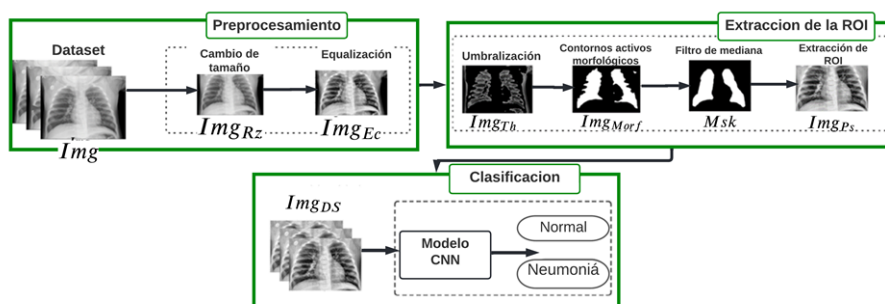 Preprocesamiento
Dataset
Img
Cambio de
tamaño
Img_Rz
Equalización
Img_Ec
Extraccion de la ROI
Umbralización
Img_Th
Contornos activos
morfológicos
Img_Morf
Filtro de mediana
Msk
Extracción de
ROI
Img_Ps
Clasificacion
Img_DS
Modelo
CNN
Normal
Neumoniá